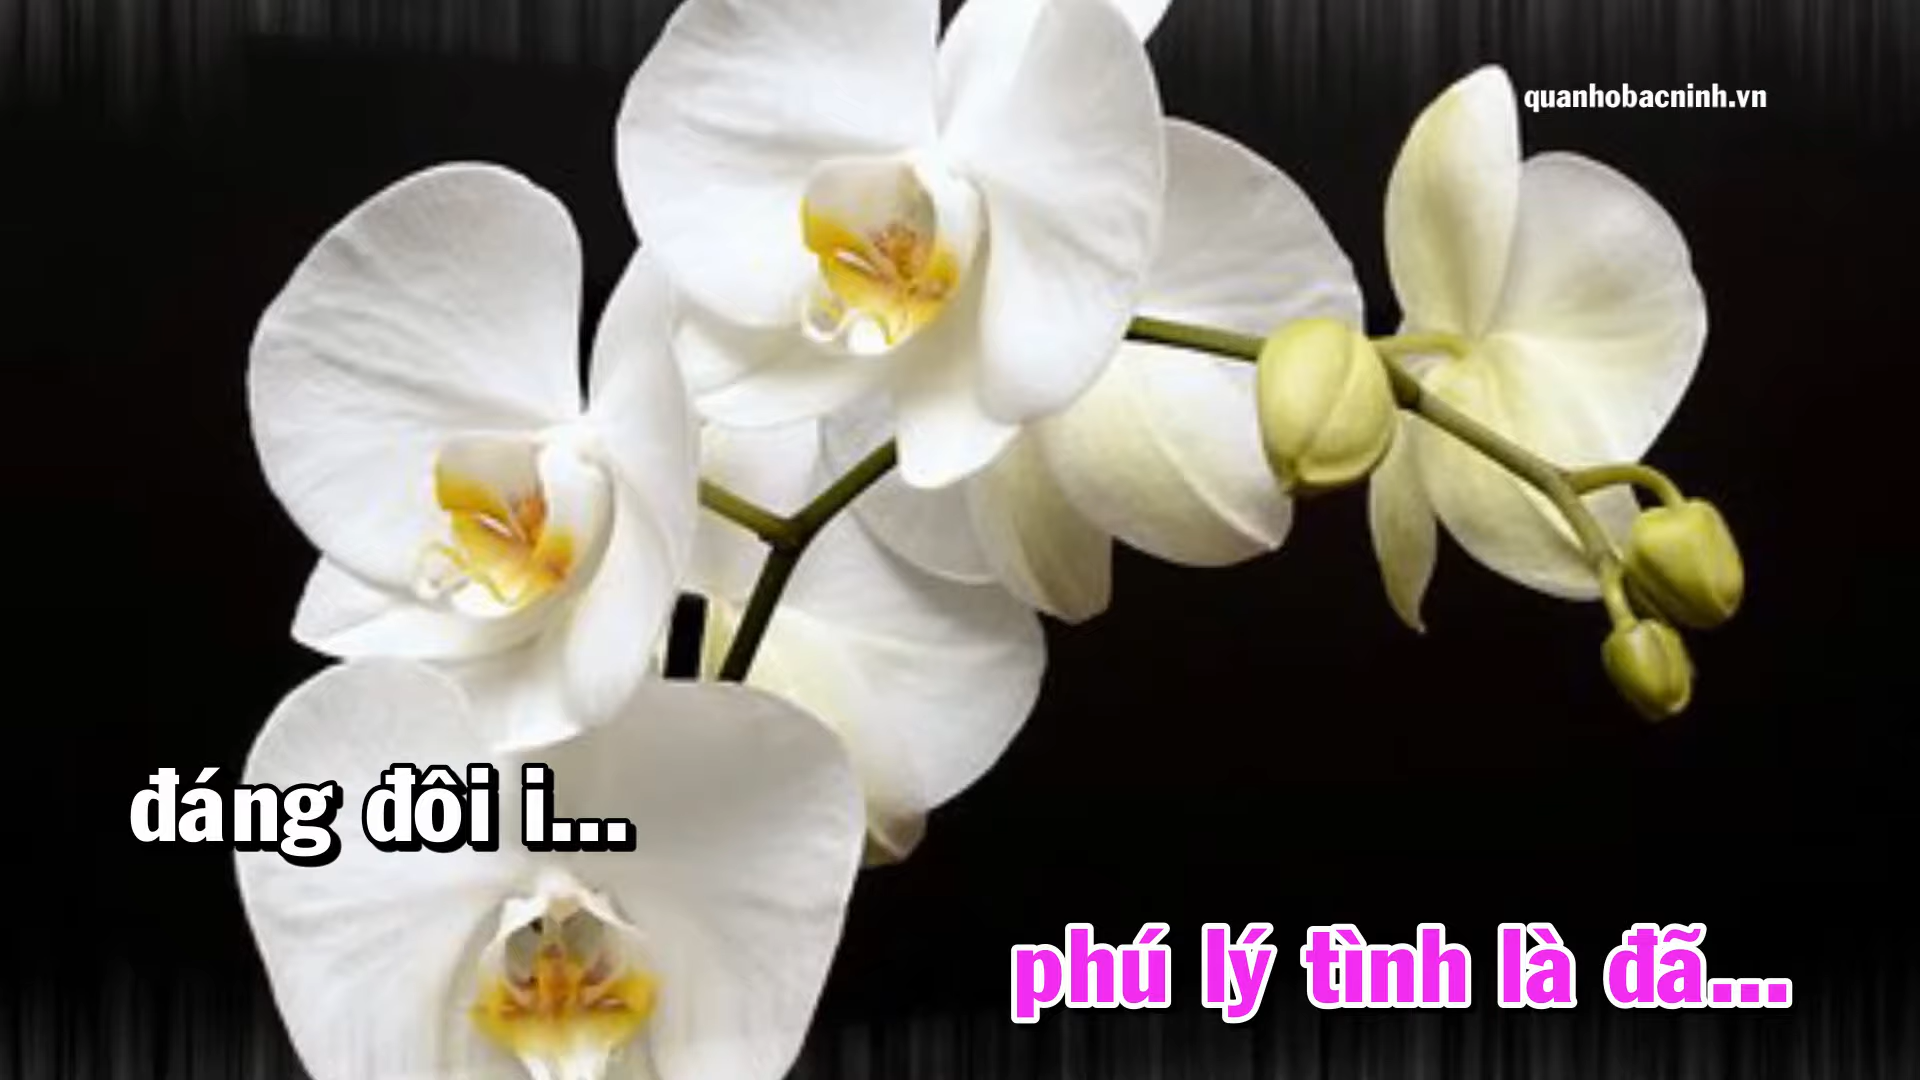 quanhobacninh.vn
đáng đôi i...
phú lý tình là đã...